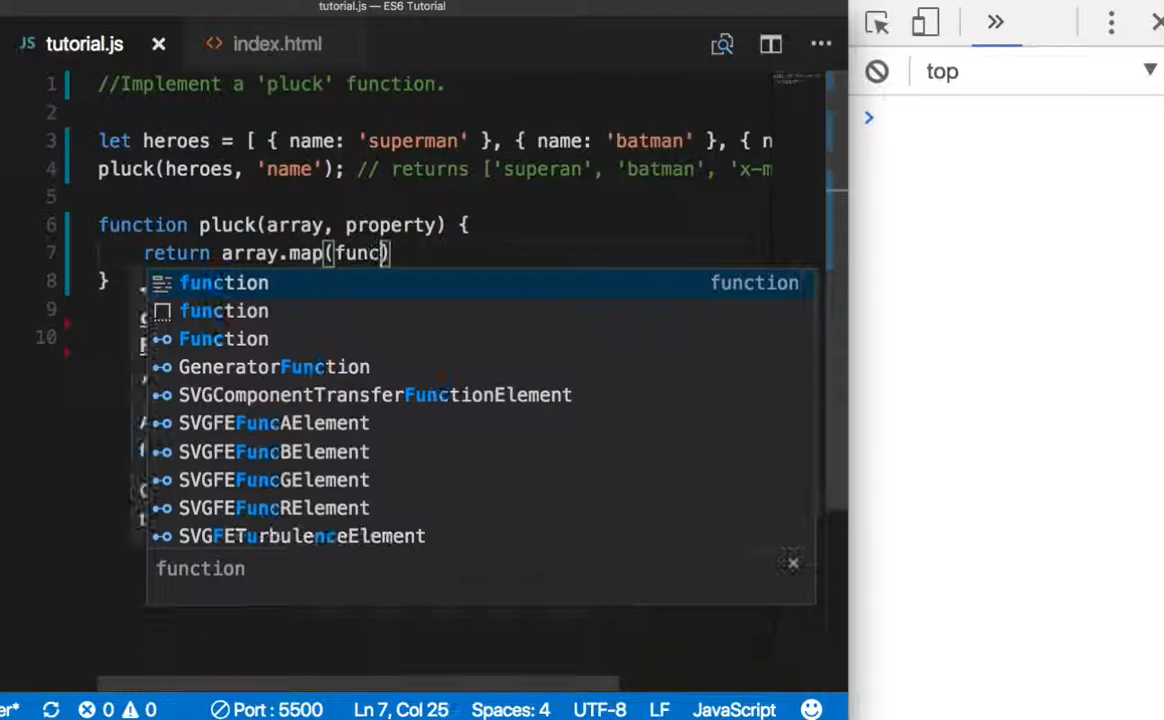 tutorial.js — ES6 Tutorial
JS tutorial.js × <> index.html
top
1 //Implement a 'pluck' function.
2
3 let heroes = [ { name: 'superman' }, { name: 'batman' }, { n
4 pluck(heroes, 'name'); // returns ['superan', 'batman', 'x-m
5
6 function pluck(array, property) {
7 return array.map(func)
8 }
9
10
function function
function
Function
GeneratorFunction
SVGComponentTransferFunctionElement
SVGFEFuncAElement
SVGFEFuncBElement
SVGFEFuncGElement
SVGFEFuncRElement
SVGFETurbulenceElement
function
er* 0 0 Port : 5500 Ln 7, Col 25 Spaces: 4 UTF-8 LF JavaScript